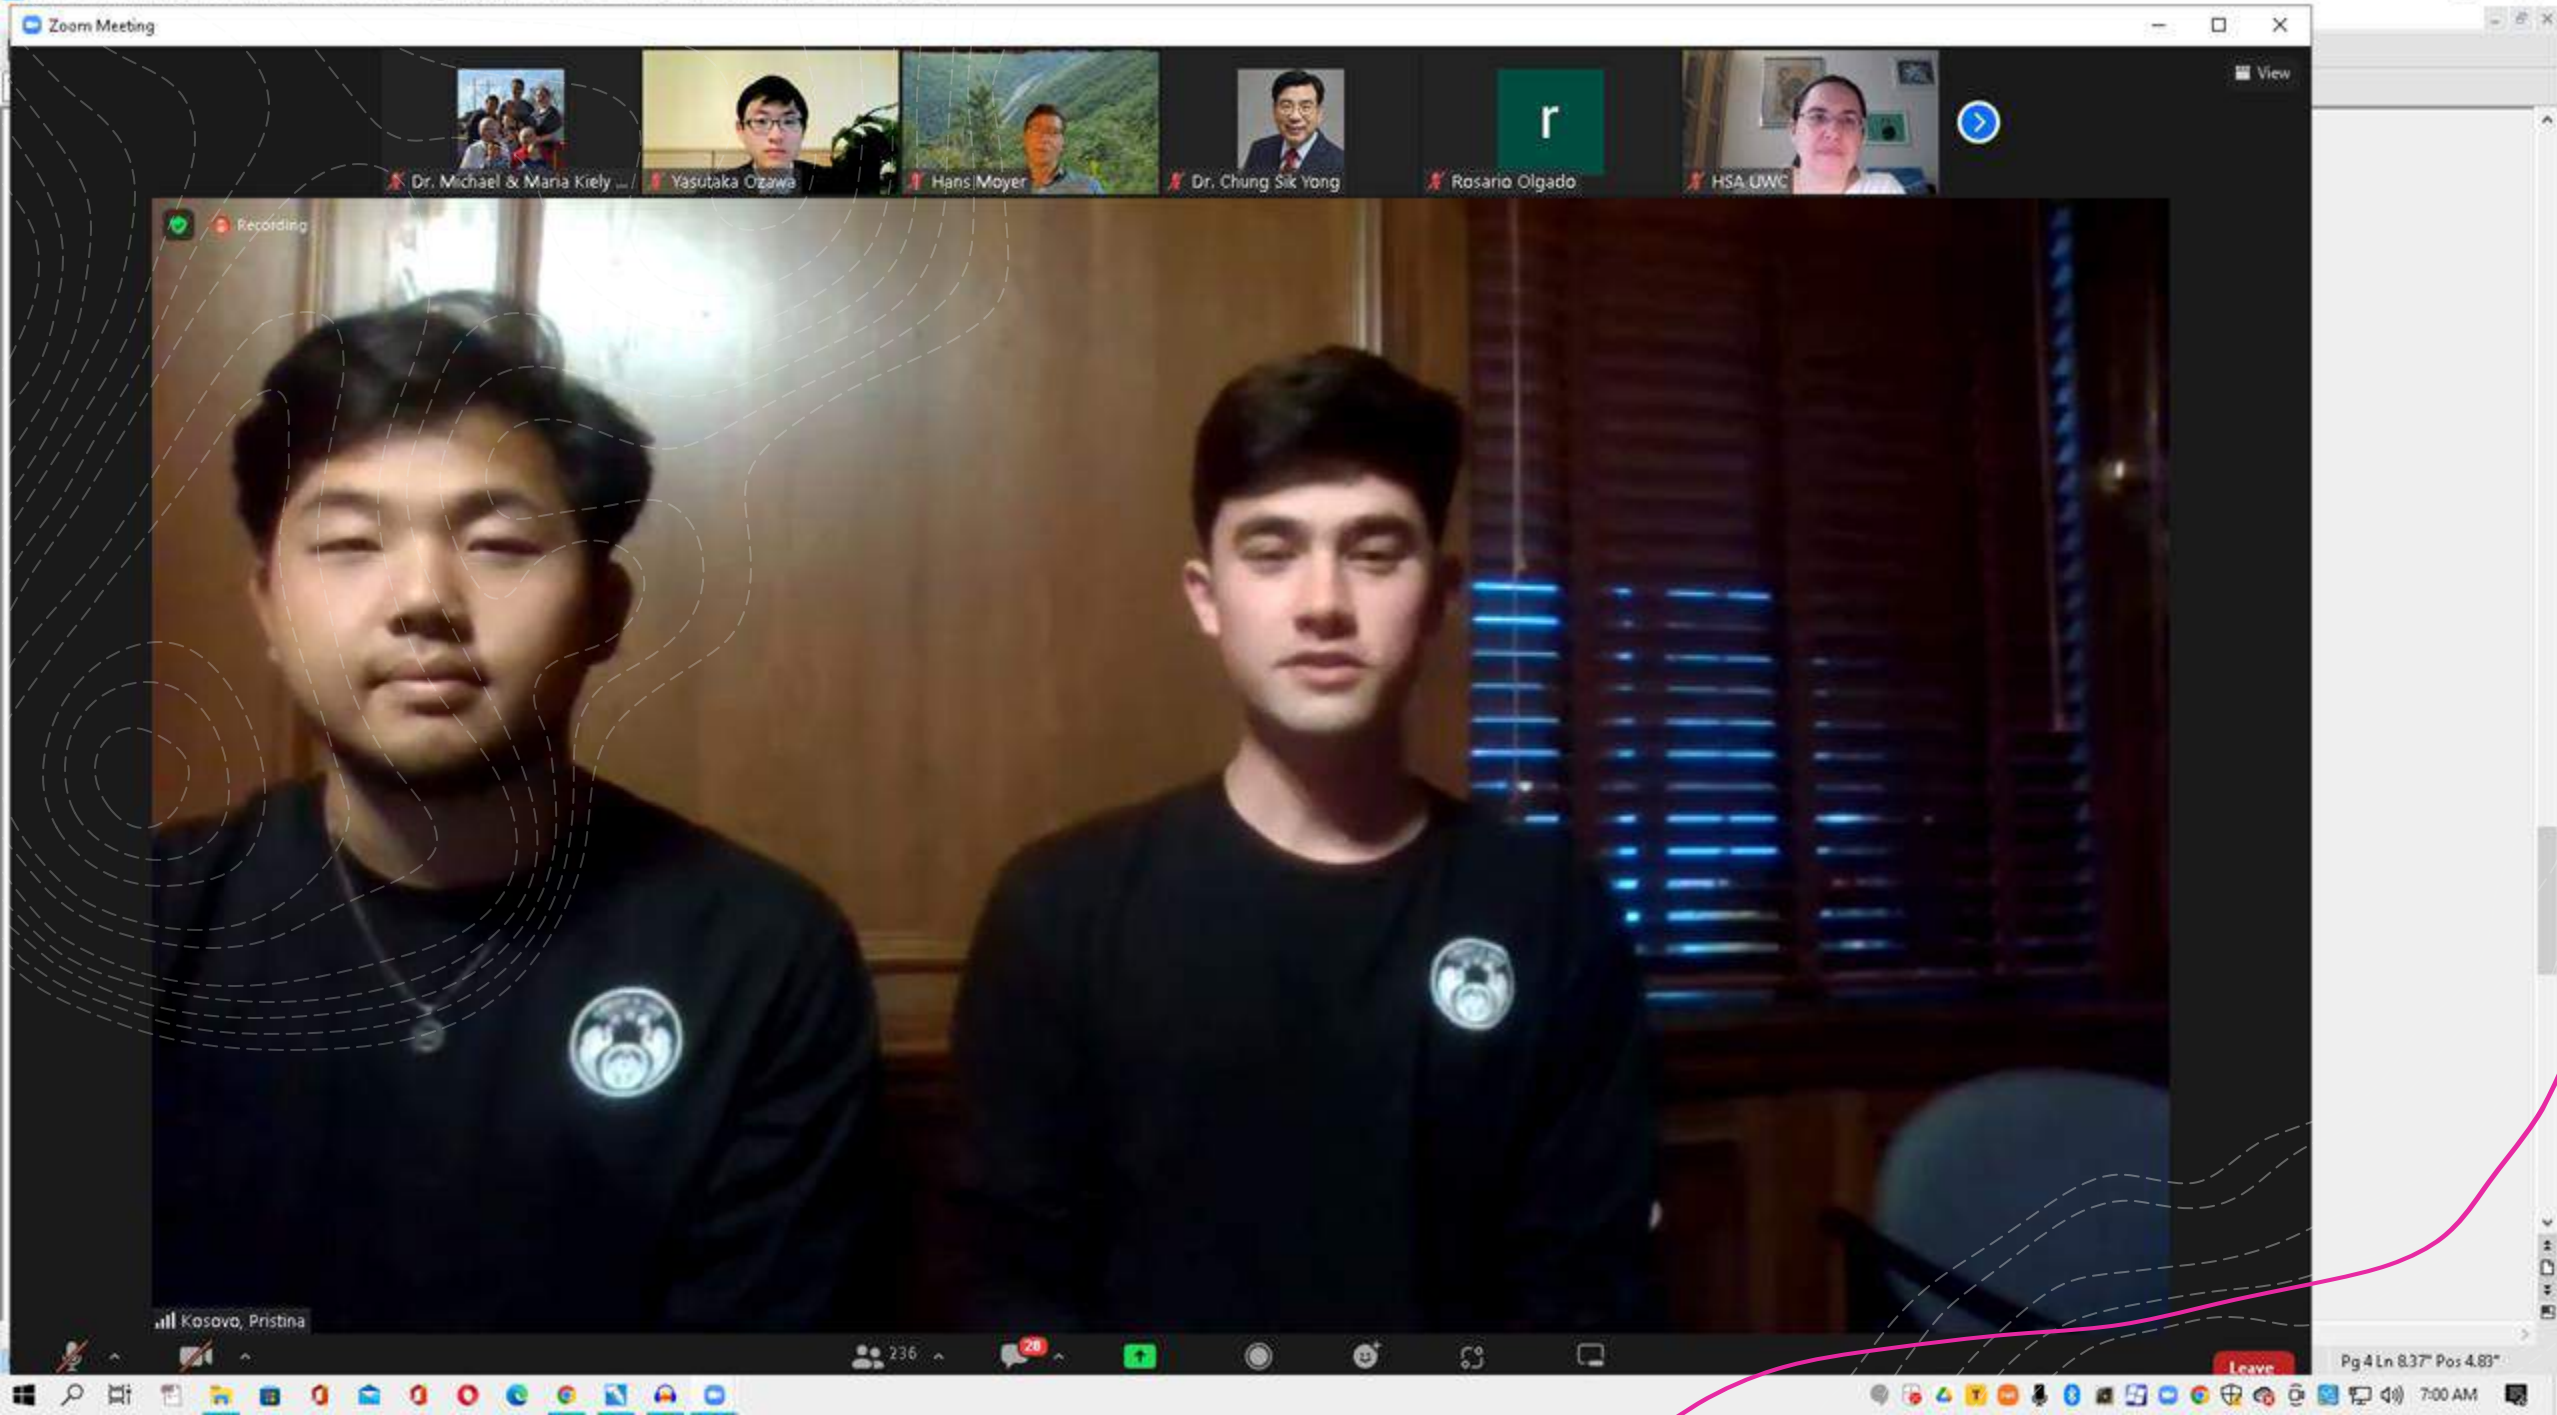 Zoom Meeting
View
Dr. Michael & Maria Kiely ...
Yasutaka Ozawa
Hans Moyer
Dr. Chung Sik Yong
r
Rosario Olgado
HSA UWC
Recording
Kosovo, Pristina
236
28
Leave
Pg 4 Ln 8.37" Pos 4.83"
7:00 AM